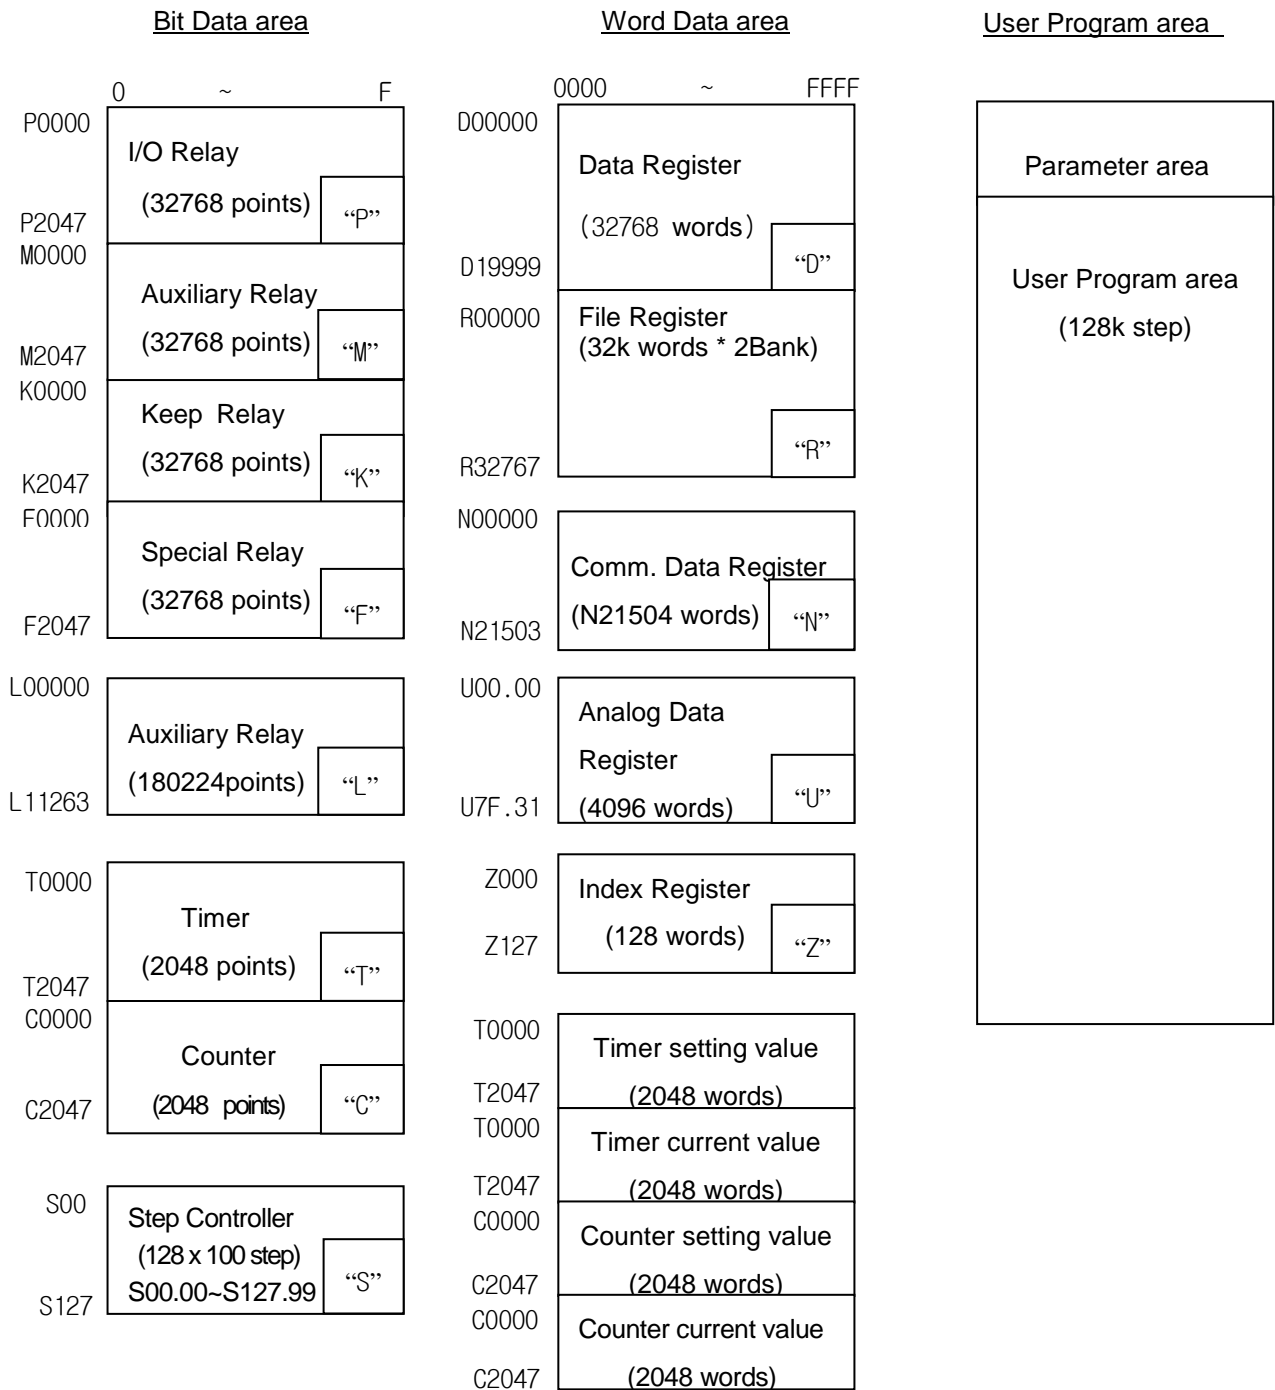 Bit Data area
0 ~ F
P0000
I/O Relay
(32768 points)
“P”
P2047
M0000
Auxiliary Relay
(32768 points)
“M”
M2047
K0000
Keep Relay
(32768 points)
“K”
K2047
F0000
Special Relay
(32768 points)
“F”
F2047
L00000
Auxiliary Relay
(180224points)
“L”
L11263
T0000
Timer
(2048 points)
“T”
T2047
C0000
Counter
(2048 points)
“C”
C2047
S00
Step Controller
(128 x 100 step)
S00.00~S127.99
“S”
S127
Word Data area
0000 ~ FFFF
D00000
Data Register
(32768 words)
“D”
D19999
R00000
File Register
(32k words * 2Bank)
“R”
R32767
N00000
Comm. Data Register
(N21504 words)
“N”
N21503
U00.00
Analog Data
Register
(4096 words)
“U”
U7F.31
Z000
Index Register
(128 words)
“Z”
Z127
T0000
Timer setting value
T2047
(2048 words)
T0000
Timer current value
T2047
(2048 words)
C0000
Counter setting value
C2047
(2048 words)
C0000
Counter current value
C2047
(2048 words)
User Program area
Parameter area
User Program area
(128k step)